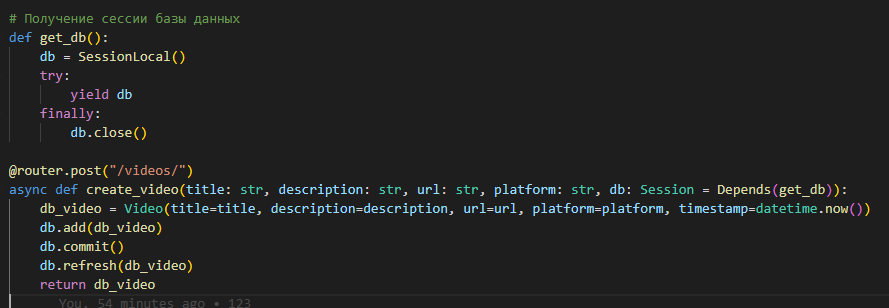 # Получение сессии базы данных
def get_db():
    db = SessionLocal()
    try:
        yield db
    finally:
        db.close()
@router.post("/videos/")
async def create_video(title: str, description: str, url: str, platform: str, db: Session = Depends(get_db)):
    db_video = Video(title=title, description=description, url=url, platform=platform, timestamp=datetime.now())
    db.add(db_video)
    db.commit()
    db.refresh(db_video)
    return db_video
You, 54 minutes ago • 123